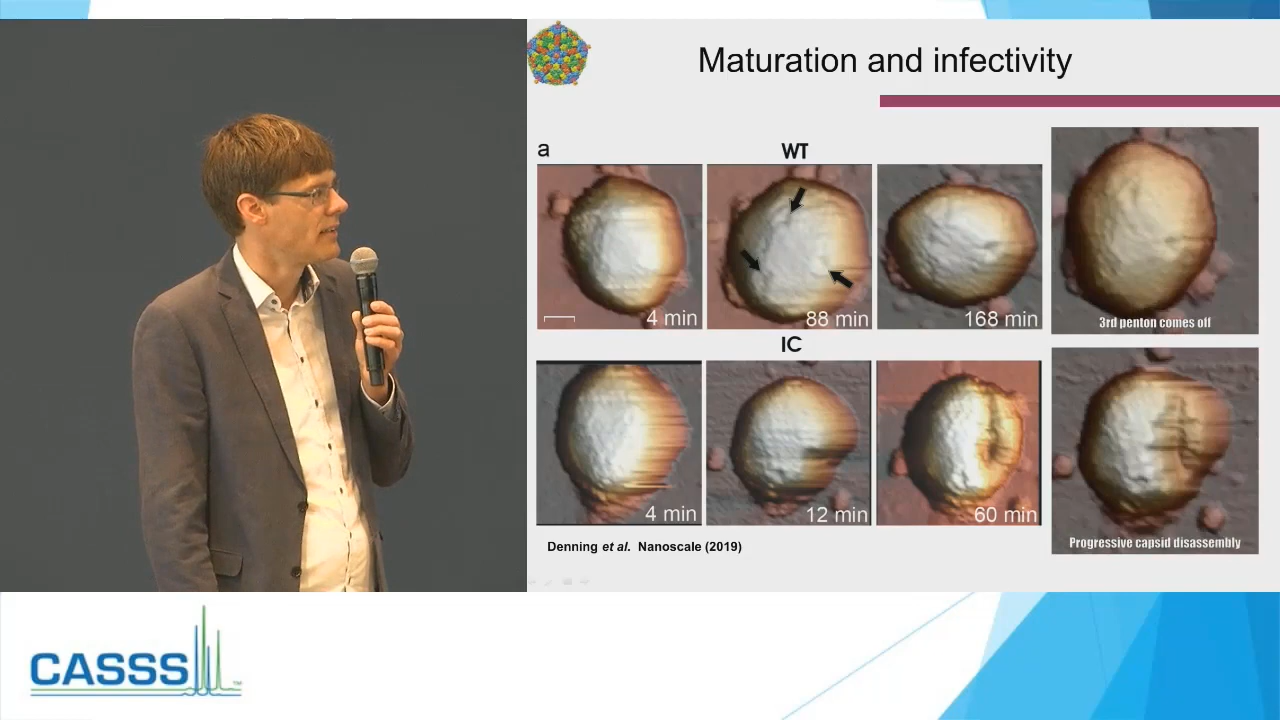 Maturation and infectivity
a
WT
4 min
88 min
168 min
3rd penton comes off
IC
4 min
12 min
60 min
Progressive capsid disassembly
Denning et al. Nanoscale (2019)
CASSS
TM